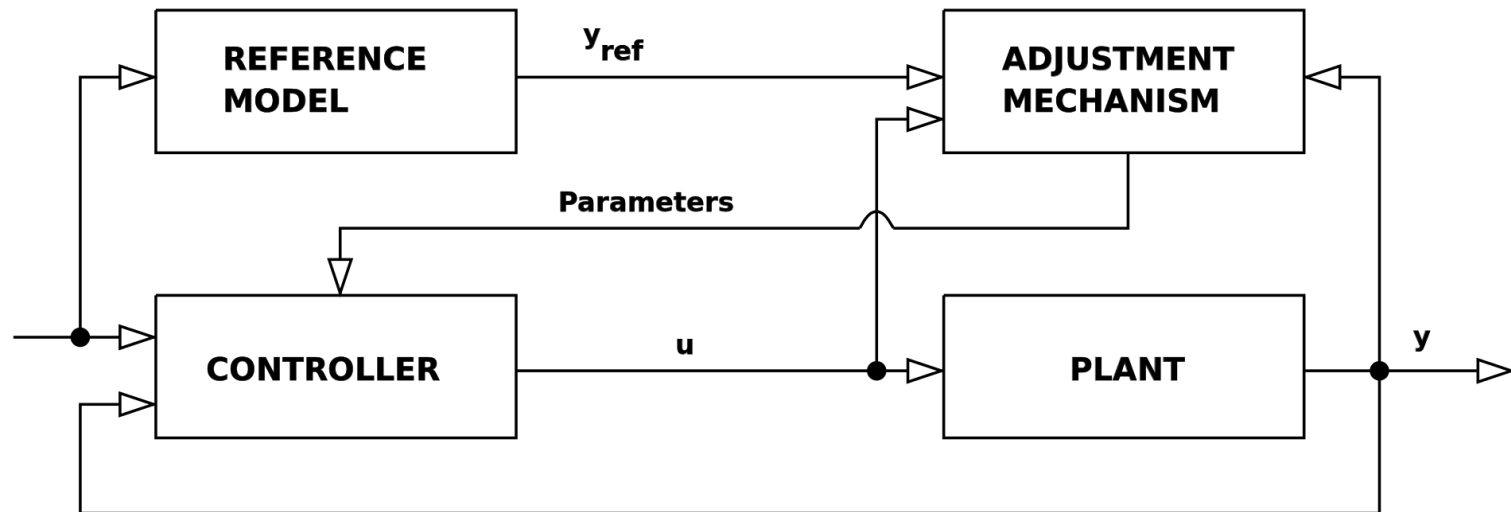 REFERENCE
MODEL
y_ref
ADJUSTMENT
MECHANISM
Parameters
CONTROLLER
u
PLANT
y